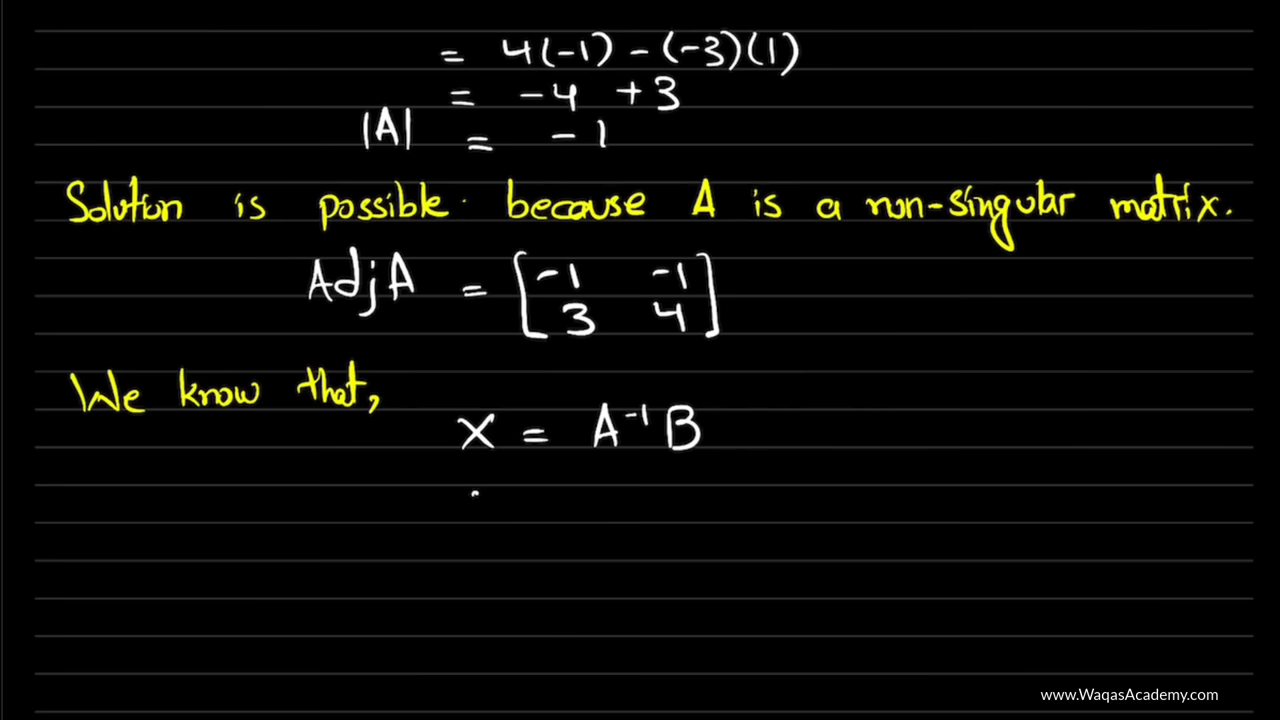 = 4(-1) - (-3)(1)
= -4 +3
|A| = -1
Solution is possible. because A is a non-singular matrix.
Adj A = [-1 -1
3 4]
We know that,
X = A⁻¹B
www.WaqasAcademy.com